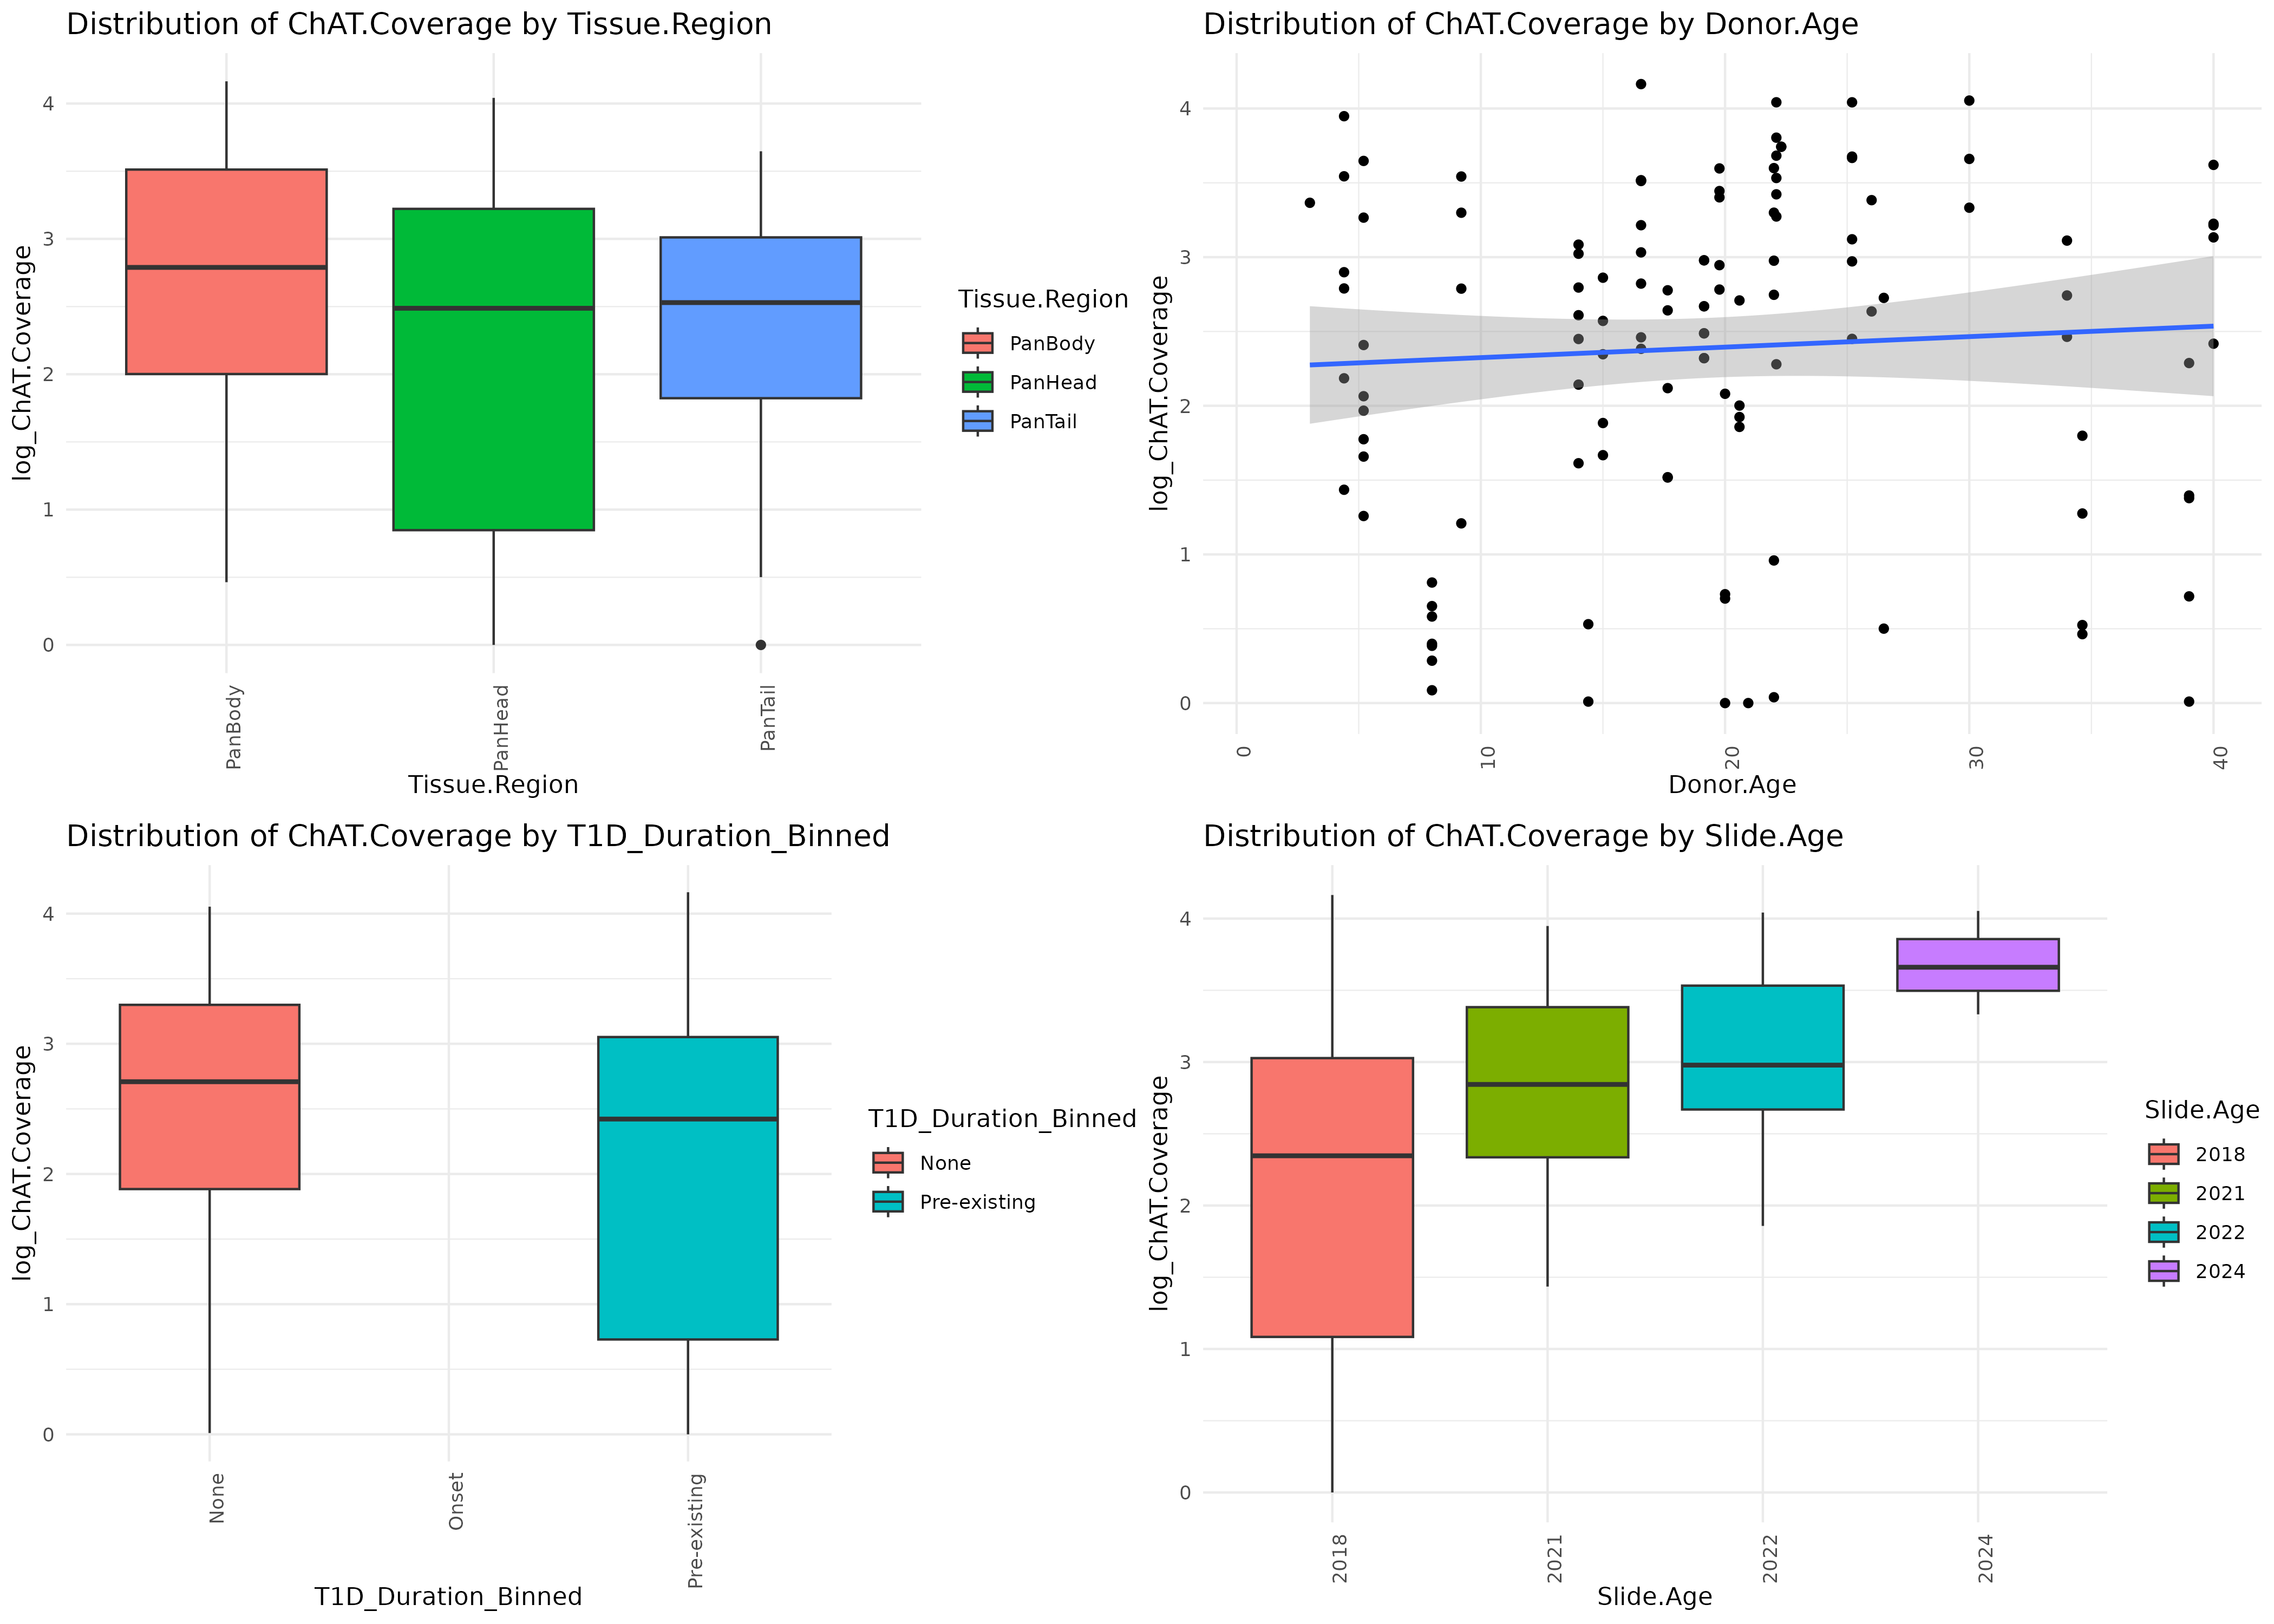 Distribution of ChAT.Coverage by Tissue.Region
log_ChAT.Coverage
4
3
2
1
0
PanBody
PanHead
PanTail
Tissue.Region
Tissue.Region
PanBody
PanHead
PanTail
Distribution of ChAT.Coverage by Donor.Age
log_ChAT.Coverage
4
3
2
1
0
0
10
20
30
40
Donor.Age
Distribution of ChAT.Coverage by T1D_Duration_Binned
log_ChAT.Coverage
4
3
2
1
0
None
Onset
Pre-existing
T1D_Duration_Binned
T1D_Duration_Binned
None
Pre-existing
Distribution of ChAT.Coverage by Slide.Age
log_ChAT.Coverage
4
3
2
1
0
2018
2021
2022
2024
Slide.Age
Slide.Age
2018
2021
2022
2024